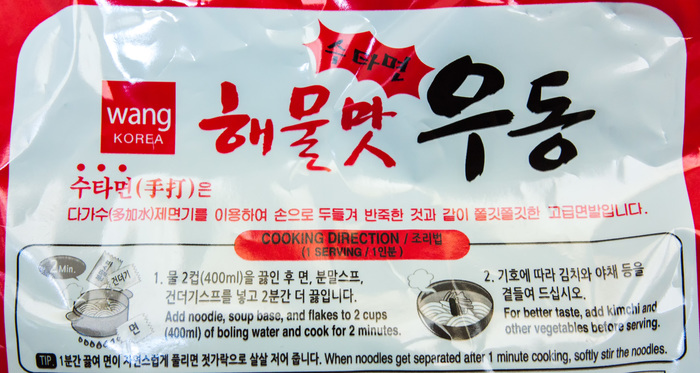 수타면
wang
KOREA
해물맛 우동
수타면(手打)은
다가수(多加水)제면기를 이용하여 손으로 두들겨 반죽한 것과 같이 쫄깃쫄깃한 고급면발입니다.
COOKING DIRECTION / 조리법
(1 SERVING / 1인분)
2 Min.
건더기
면
1. 물 2컵(400ml)을 끓인 후 면, 분말스프,
건더기스프를 넣고 2분간 더 끓입니다.
Add noodle, soup base, and flakes to 2 cups
(400ml) of boling water and cook for 2 minutes.
2. 기호에 따라 김치와 야채 등을
곁들여 드십시오.
For better taste, add kimchi and
other vegetables before serving.
TIP 1분간 끓여 면이 자연스럽게 풀리면 젓가락으로 살살 저어 줍니다. When noodles get seperated after 1 minute cooking, softly stir the noodles.